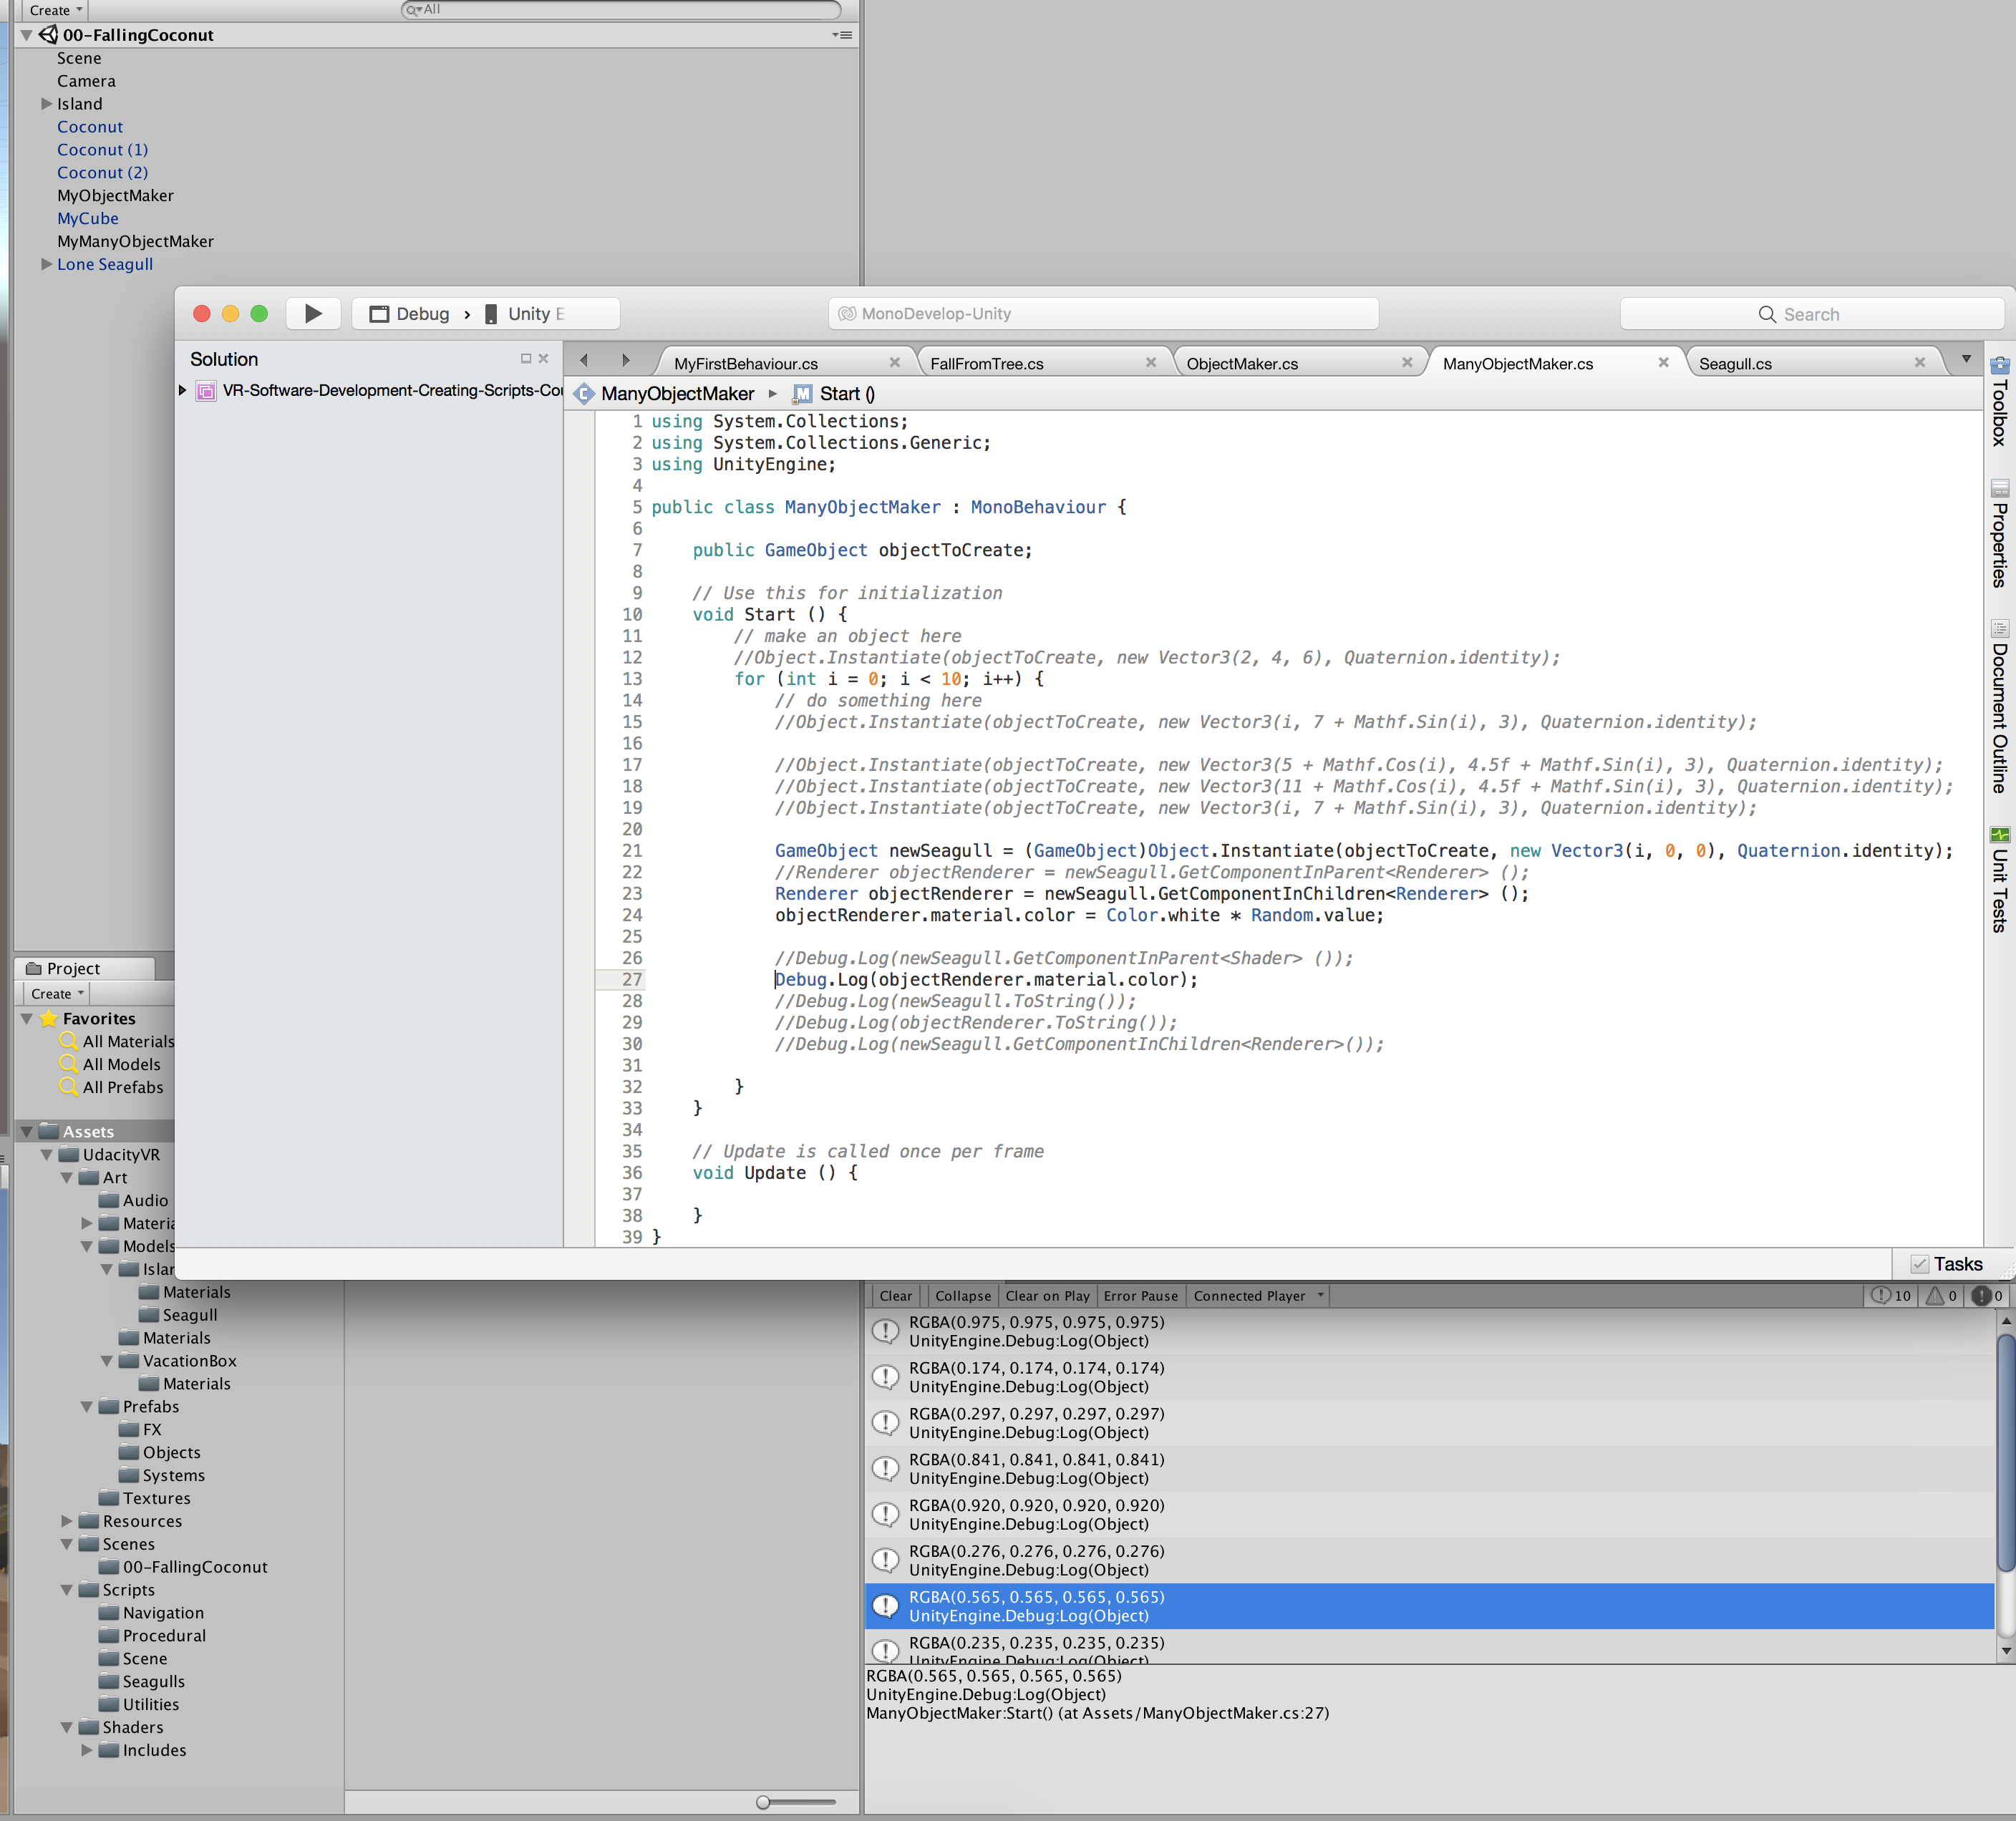 Create
All
00-FallingCoconut
Scene
Camera
Island
Coconut
Coconut (1)
Coconut (2)
MyObjectMaker
MyCube
MyManyObjectMaker
Lone Seagull
Debug › Unity E
MonoDevelop-Unity
Search
Solution
VR-Software-Development-Creating-Scripts-Cou
MyFirstBehaviour.cs
FallFromTree.cs
ObjectMaker.cs
ManyObjectMaker.cs
Seagull.cs
ManyObjectMaker
Start ()
1 using System.Collections;
2 using System.Collections.Generic;
3 using UnityEngine;
4
5 public class ManyObjectMaker : MonoBehaviour {
6
7 public GameObject objectToCreate;
8
9 // Use this for initialization
10 void Start () {
11 // make an object here
12 //Object.Instantiate(objectToCreate, new Vector3(2, 4, 6), Quaternion.identity);
13 for (int i = 0; i < 10; i++) {
14 // do something here
15 //Object.Instantiate(objectToCreate, new Vector3(i, 7 + Mathf.Sin(i), 3), Quaternion.identity);
16
17 //Object.Instantiate(objectToCreate, new Vector3(5 + Mathf.Cos(i), 4.5f + Mathf.Sin(i), 3), Quaternion.identity);
18 //Object.Instantiate(objectToCreate, new Vector3(11 + Mathf.Cos(i), 4.5f + Mathf.Sin(i), 3), Quaternion.identity);
19 //Object.Instantiate(objectToCreate, new Vector3(i, 7 + Mathf.Sin(i), 3), Quaternion.identity);
20
21 GameObject newSeagull = (GameObject)Object.Instantiate(objectToCreate, new Vector3(i, 0, 0), Quaternion.identity);
22 //Renderer objectRenderer = newSeagull.GetComponentInParent<Renderer> ();
23 Renderer objectRenderer = newSeagull.GetComponentInChildren<Renderer> ();
24 objectRenderer.material.color = Color.white * Random.value;
25
26 //Debug.Log(newSeagull.GetComponentInParent<Shader> ());
27 Debug.Log(objectRenderer.material.color);
28 //Debug.Log(newSeagull.ToString());
29 //Debug.Log(objectRenderer.ToString());
30 //Debug.Log(newSeagull.GetComponentInChildren<Renderer>());
31
32 }
33 }
34
35 // Update is called once per frame
36 void Update () {
37
38 }
39 }
Toolbox
Properties
Document Outline
Unit Tests
Tasks
Project
Create
Favorites
All Materials
All Models
All Prefabs
Assets
UdacityVR
Art
Audio
Materia
Models
Islan
Materials
Seagull
Materials
VacationBox
Materials
Prefabs
FX
Objects
Systems
Textures
Resources
Scenes
00-FallingCoconut
Scripts
Navigation
Procedural
Scene
Seagulls
Utilities
Shaders
Includes
Clear Collapse Clear on Play Error Pause Connected Player 10 0 0
RGBA(0.975, 0.975, 0.975, 0.975)
UnityEngine.Debug:Log(Object)
RGBA(0.174, 0.174, 0.174, 0.174)
UnityEngine.Debug:Log(Object)
RGBA(0.297, 0.297, 0.297, 0.297)
UnityEngine.Debug:Log(Object)
RGBA(0.841, 0.841, 0.841, 0.841)
UnityEngine.Debug:Log(Object)
RGBA(0.920, 0.920, 0.920, 0.920)
UnityEngine.Debug:Log(Object)
RGBA(0.276, 0.276, 0.276, 0.276)
UnityEngine.Debug:Log(Object)
RGBA(0.565, 0.565, 0.565, 0.565)
UnityEngine.Debug:Log(Object)
RGBA(0.235, 0.235, 0.235, 0.235)
UnityEngine.Debug:Log(Object)
RGBA(0.565, 0.565, 0.565, 0.565)
UnityEngine.Debug:Log(Object)
ManyObjectMaker:Start() (at Assets/ManyObjectMaker.cs:27)